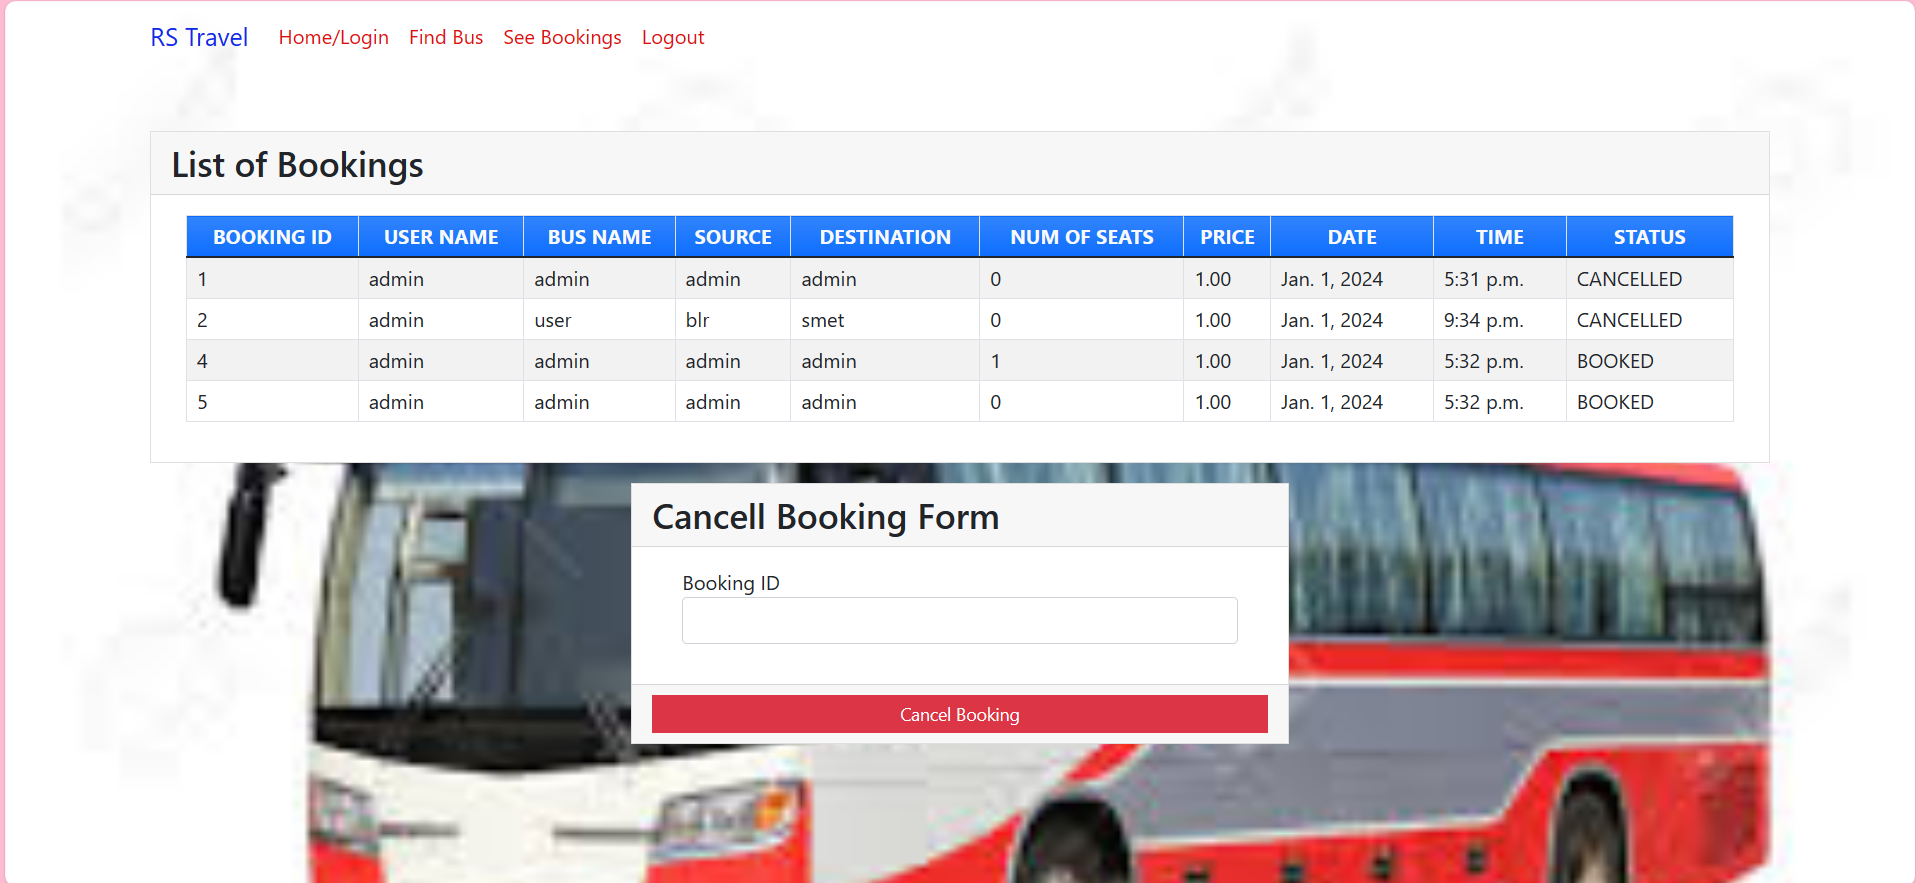 RS Travel Home/Login Find Bus See Bookings Logout
List of Bookings
BOOKING ID USER NAME BUS NAME SOURCE DESTINATION NUM OF SEATS PRICE DATE TIME STATUS
1 admin admin admin admin 0 1.00 Jan. 1, 2024 5:31 p.m. CANCELLED
2 admin user blr smet 0 1.00 Jan. 1, 2024 9:34 p.m. CANCELLED
4 admin admin admin admin 1 1.00 Jan. 1, 2024 5:32 p.m. BOOKED
5 admin admin admin admin 0 1.00 Jan. 1, 2024 5:32 p.m. BOOKED
Cancell Booking Form
Booking ID
Cancel Booking